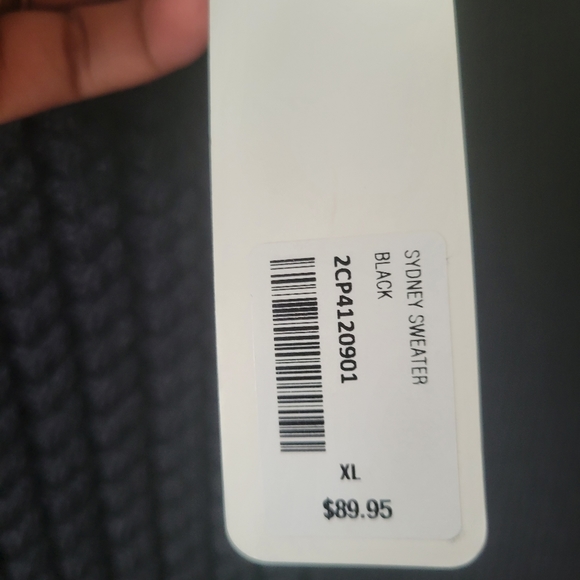 SYDNEY SWEATER
BLACK
2CP4120901
XL
$89.95